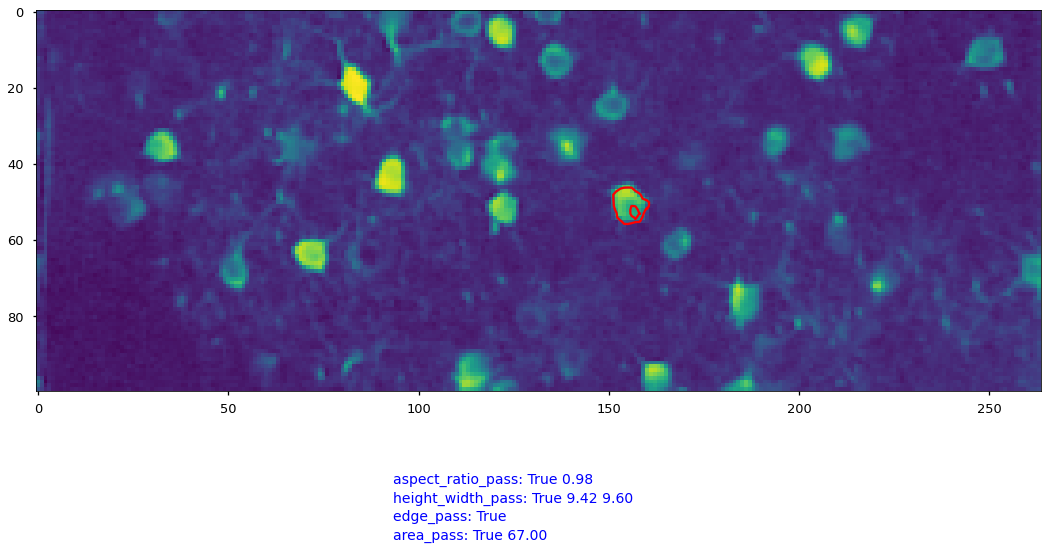 0
20
40
60
80
0 50 100 150 200 250
aspect_ratio_pass: True 0.98
height_width_pass: True 9.42 9.60
edge_pass: True
area_pass: True 67.00